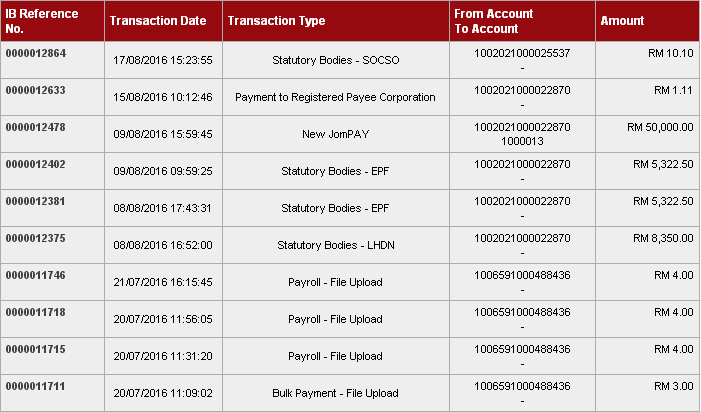 IB Reference No. Transaction Date Transaction Type From Account To Account Amount
0000012864 17/08/2016 15:23:55 Statutory Bodies - SOCSO 1002021000025537 - RM 10.10
0000012633 15/08/2016 10:12:46 Payment to Registered Payee Corporation 1002021000022870 - RM 1.11
0000012478 09/08/2016 15:59:45 New JomPAY 1002021000022870 1000013 RM 50,000.00
0000012402 09/08/2016 09:59:25 Statutory Bodies - EPF 1002021000022870 - RM 5,322.50
0000012381 08/08/2016 17:43:31 Statutory Bodies - EPF 1002021000022870 - RM 5,322.50
0000012375 08/08/2016 16:52:00 Statutory Bodies - LHDN 1002021000022870 - RM 8,350.00
0000011746 21/07/2016 16:15:45 Payroll - File Upload 1006591000488436 - RM 4.00
0000011718 20/07/2016 11:56:05 Payroll - File Upload 1006591000488436 - RM 4.00
0000011715 20/07/2016 11:31:20 Payroll - File Upload 1006591000488436 - RM 4.00
0000011711 20/07/2016 11:09:02 Bulk Payment - File Upload 1006591000488436 - RM 3.00